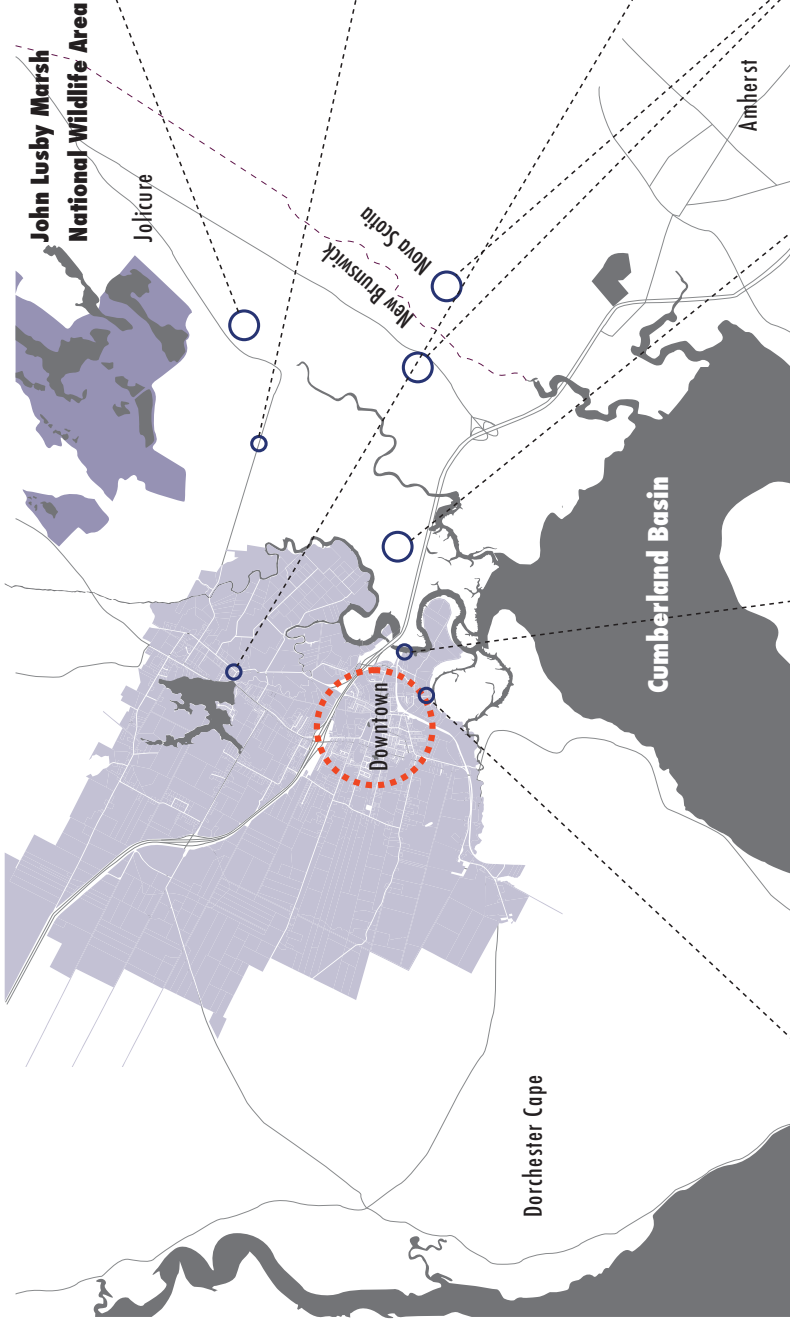 John Lusby Marsh
National Wildlife Area
Jolicure
New Brunswick
Nova Scotia
Amherst
Downtown
Cumberland Basin
Dorchester Cape